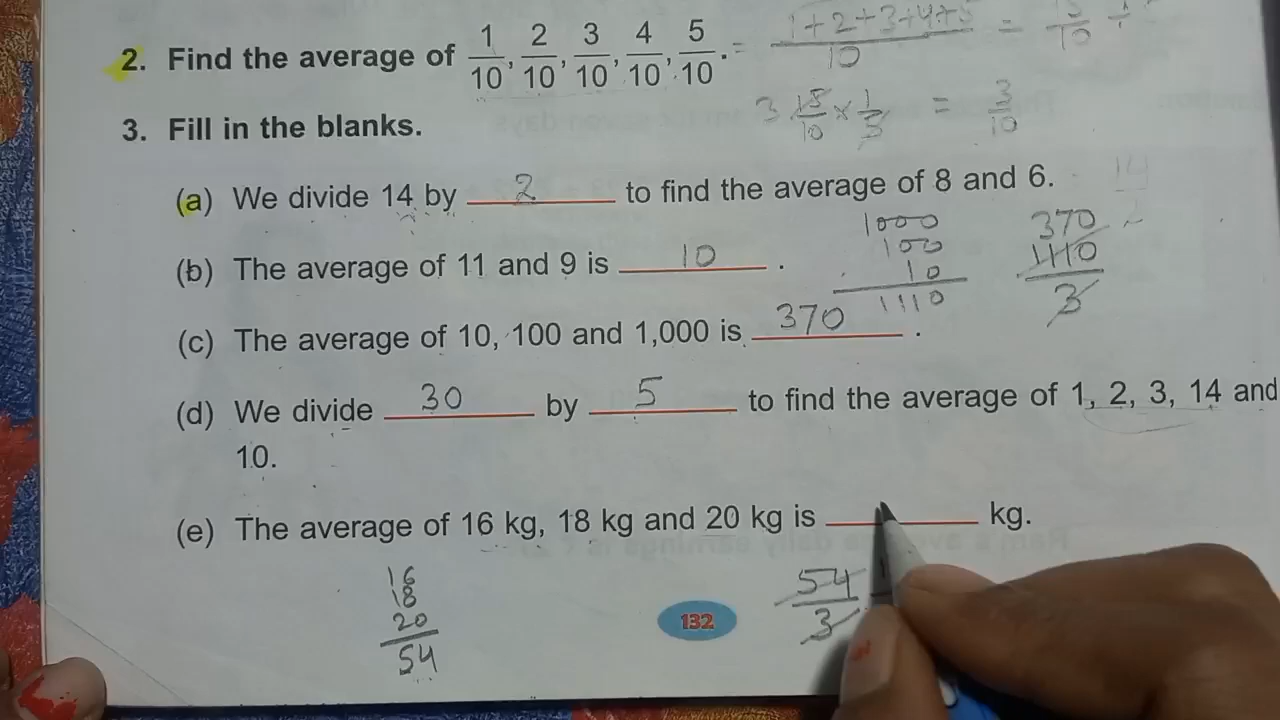 2. Find the average of 1/10, 2/10, 3/10, 4/10, 5/10. = 1+2+3+4+5/10 = 15/10 ÷
3 15/10 × 1/5 = 3/10
3. Fill in the blanks.
(a) We divide 14 by 2 to find the average of 8 and 6. 14
1000
100
10
1110
370
1110
3
(b) The average of 11 and 9 is 10.
(c) The average of 10, 100 and 1,000 is 370.
(d) We divide 30 by 5 to find the average of 1, 2, 3, 14 and
10.
(e) The average of 16 kg, 18 kg and 20 kg is ______ kg.
16
18
20
54
54
3
132